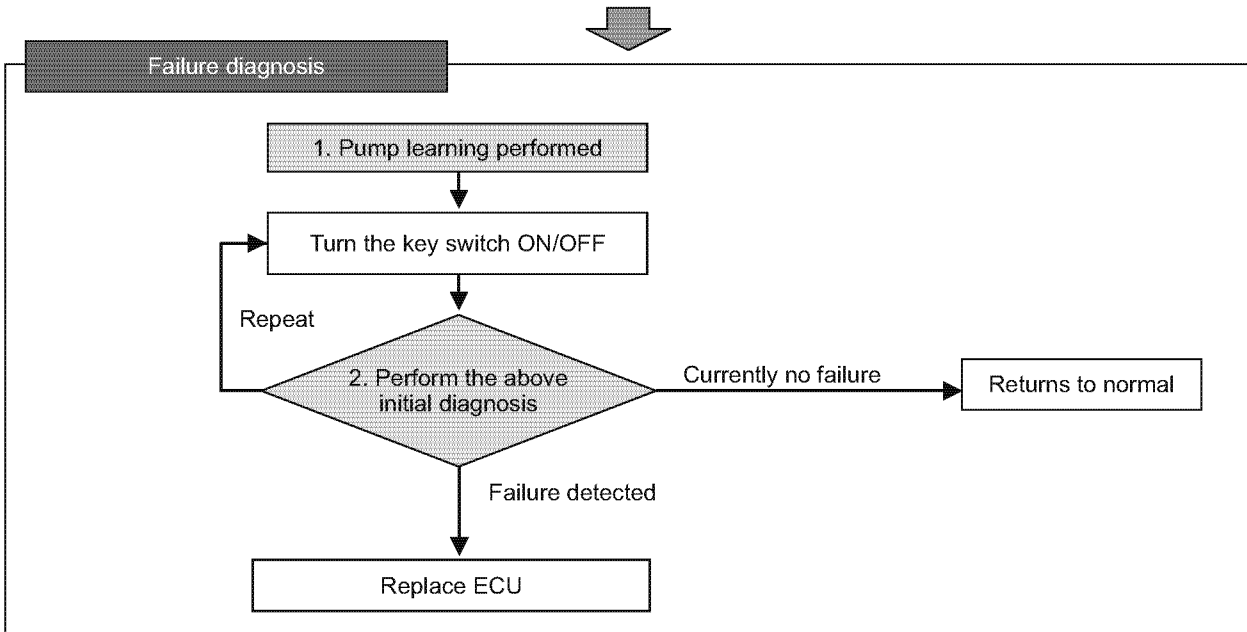 Failure diagnosis
1. Pump learning performed
Turn the key switch ON/OFF
Repeat
2. Perform the above
initial diagnosis
Currently no failure
Returns to normal
Failure detected
Replace ECU